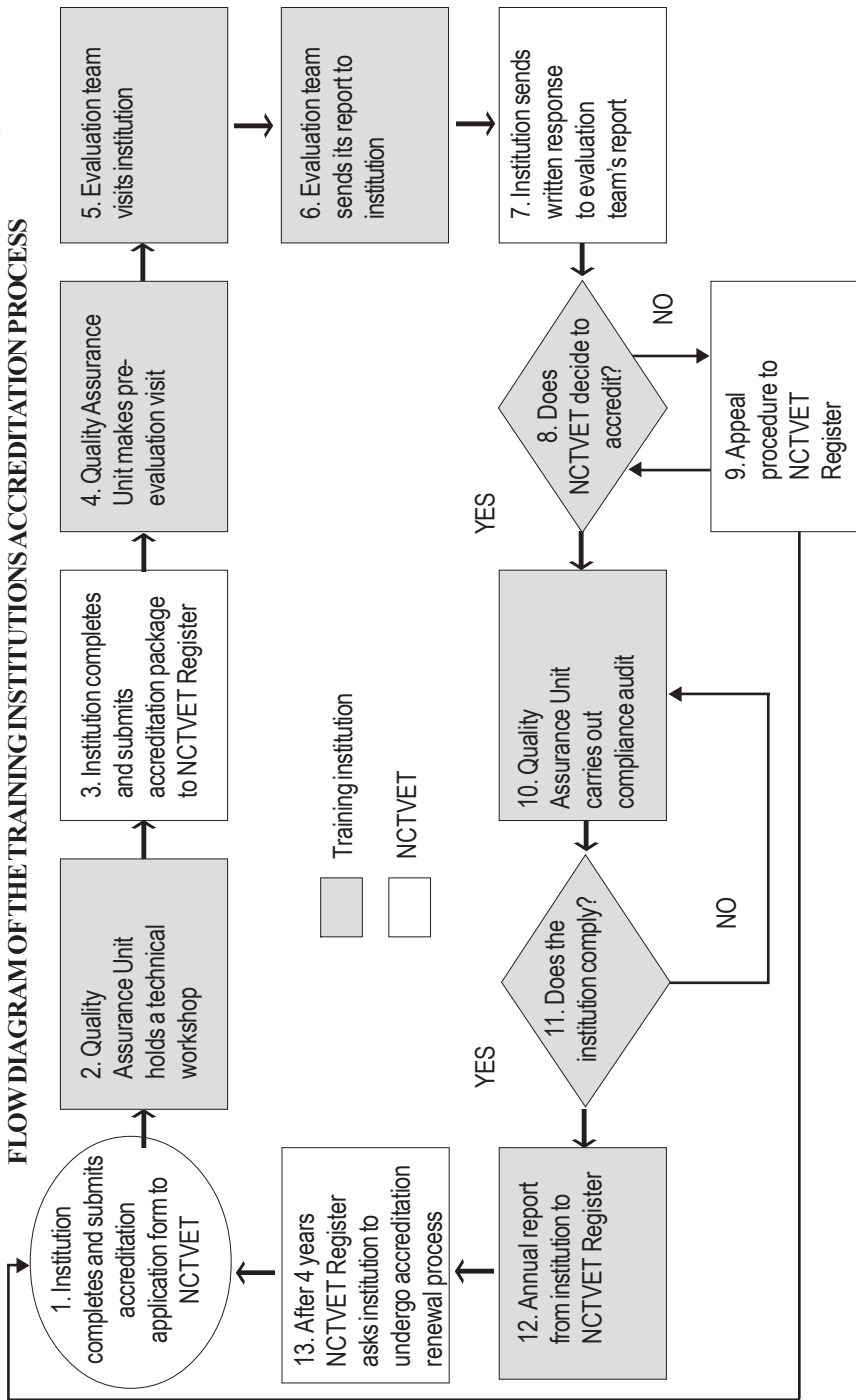 FLOW DIAGRAM OF THE TRAINING INSTITUTIONS ACCREDITATION PROCESS
1. Institution
completes and submits
accreditation
application form to
NCTVET
2. Quality
Assurance Unit
holds a technical
workshop
3. Institution completes
and submits
accreditation package
to NCTVET Register
4. Quality Assurance
Unit makes pre-
evaluation visit
5. Evaluation team
visits institution
6. Evaluation team
sends its report to
institution
7. Institution sends
written response
to evaluation
team's report
8. Does
NCTVET decide to
accredit?
NO
YES
9. Appeal
procedure to
NCTVET
Register
10. Quality
Assurance Unit
carries out
compliance audit
11. Does the
institution comply?
NO
YES
12. Annual report
from institution to
NCTVET Register
13. After 4 years
NCTVET Register
asks institution to
undergo accreditation
renewal process
Training institution
NCTVET